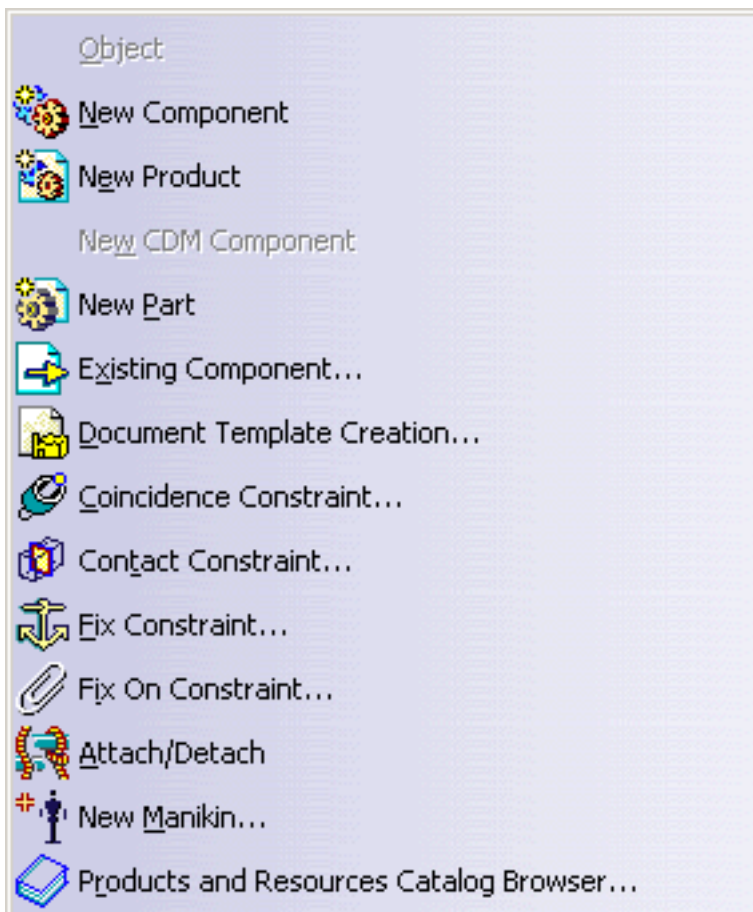 Object
New Component
New Product
New CDM Component
New Part
Existing Component...
Document Template Creation...
Coincidence Constraint...
Contact Constraint...
Fix Constraint...
Fix On Constraint...
Attach/Detach
New Manikin...
Products and Resources Catalog Browser...